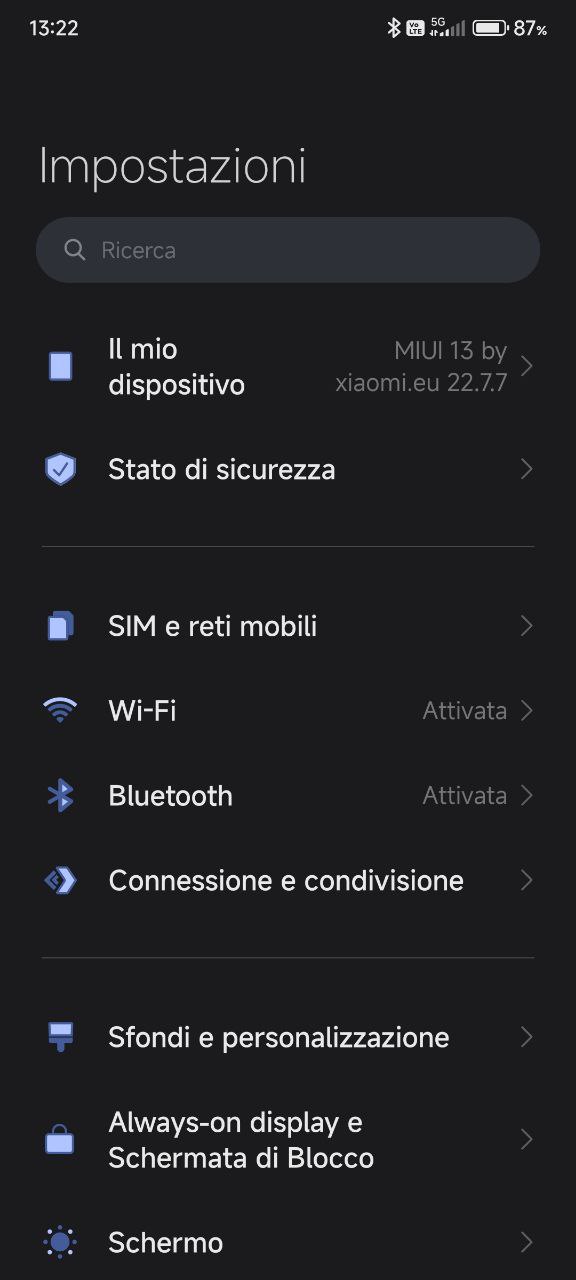 13:22
Vo LTE 5G 87%
Impostazioni
Ricerca
Il mio
dispositivo
MIUI 13 by
xiaomi.eu 22.7.7
Stato di sicurezza
SIM e reti mobili
Wi-Fi
Attivata
Bluetooth
Attivata
Connessione e condivisione
Sfondi e personalizzazione
Always-on display e
Schermata di Blocco
Schermo